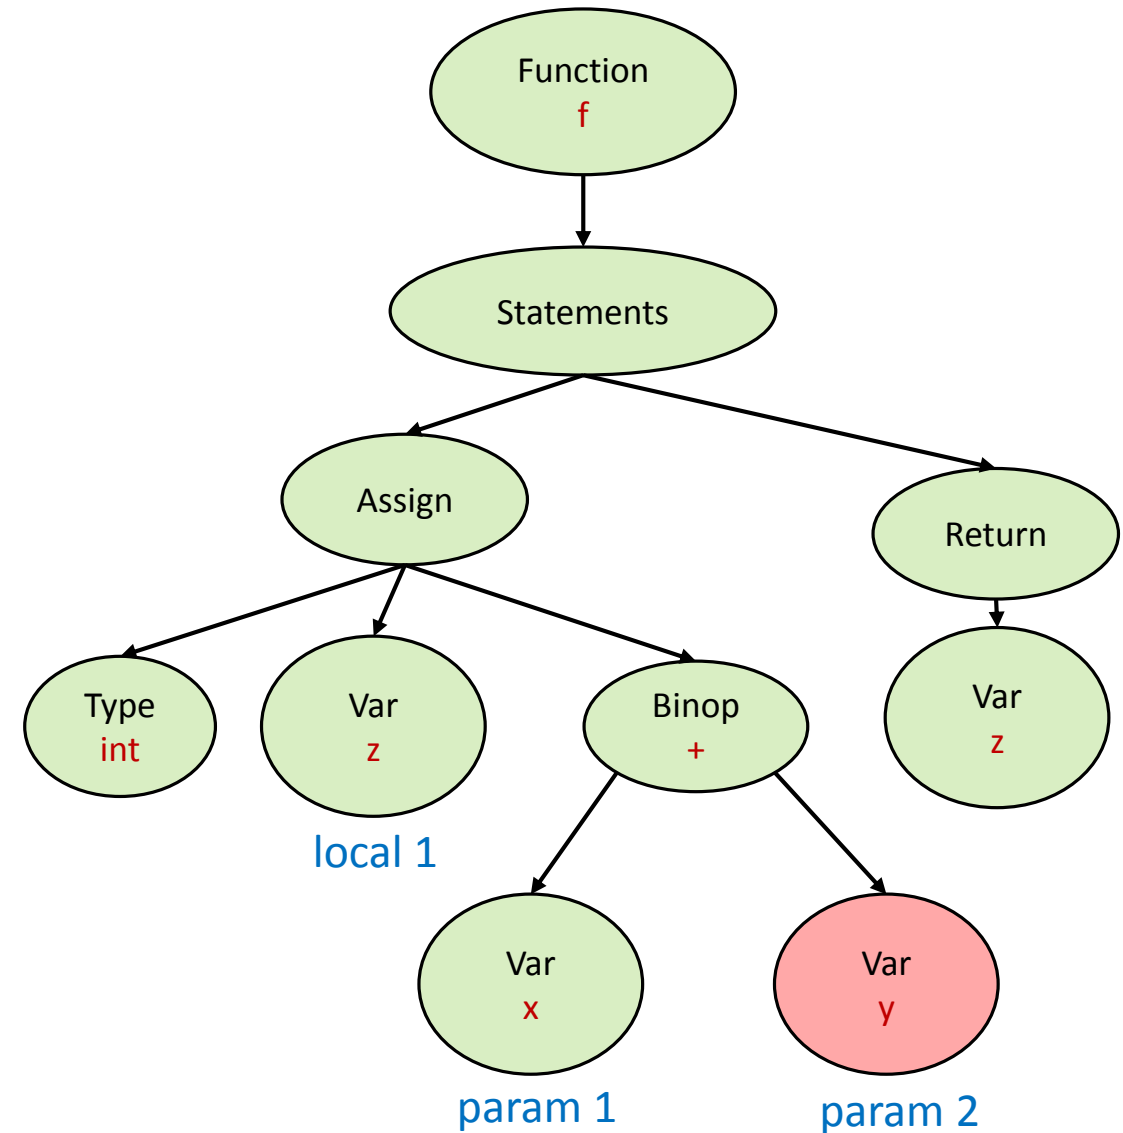 Function
f
Statements
Assign
Return
Type
int
Var
z
Binop
+
Var
z
local 1
Var
x
Var
y
param 1
param 2